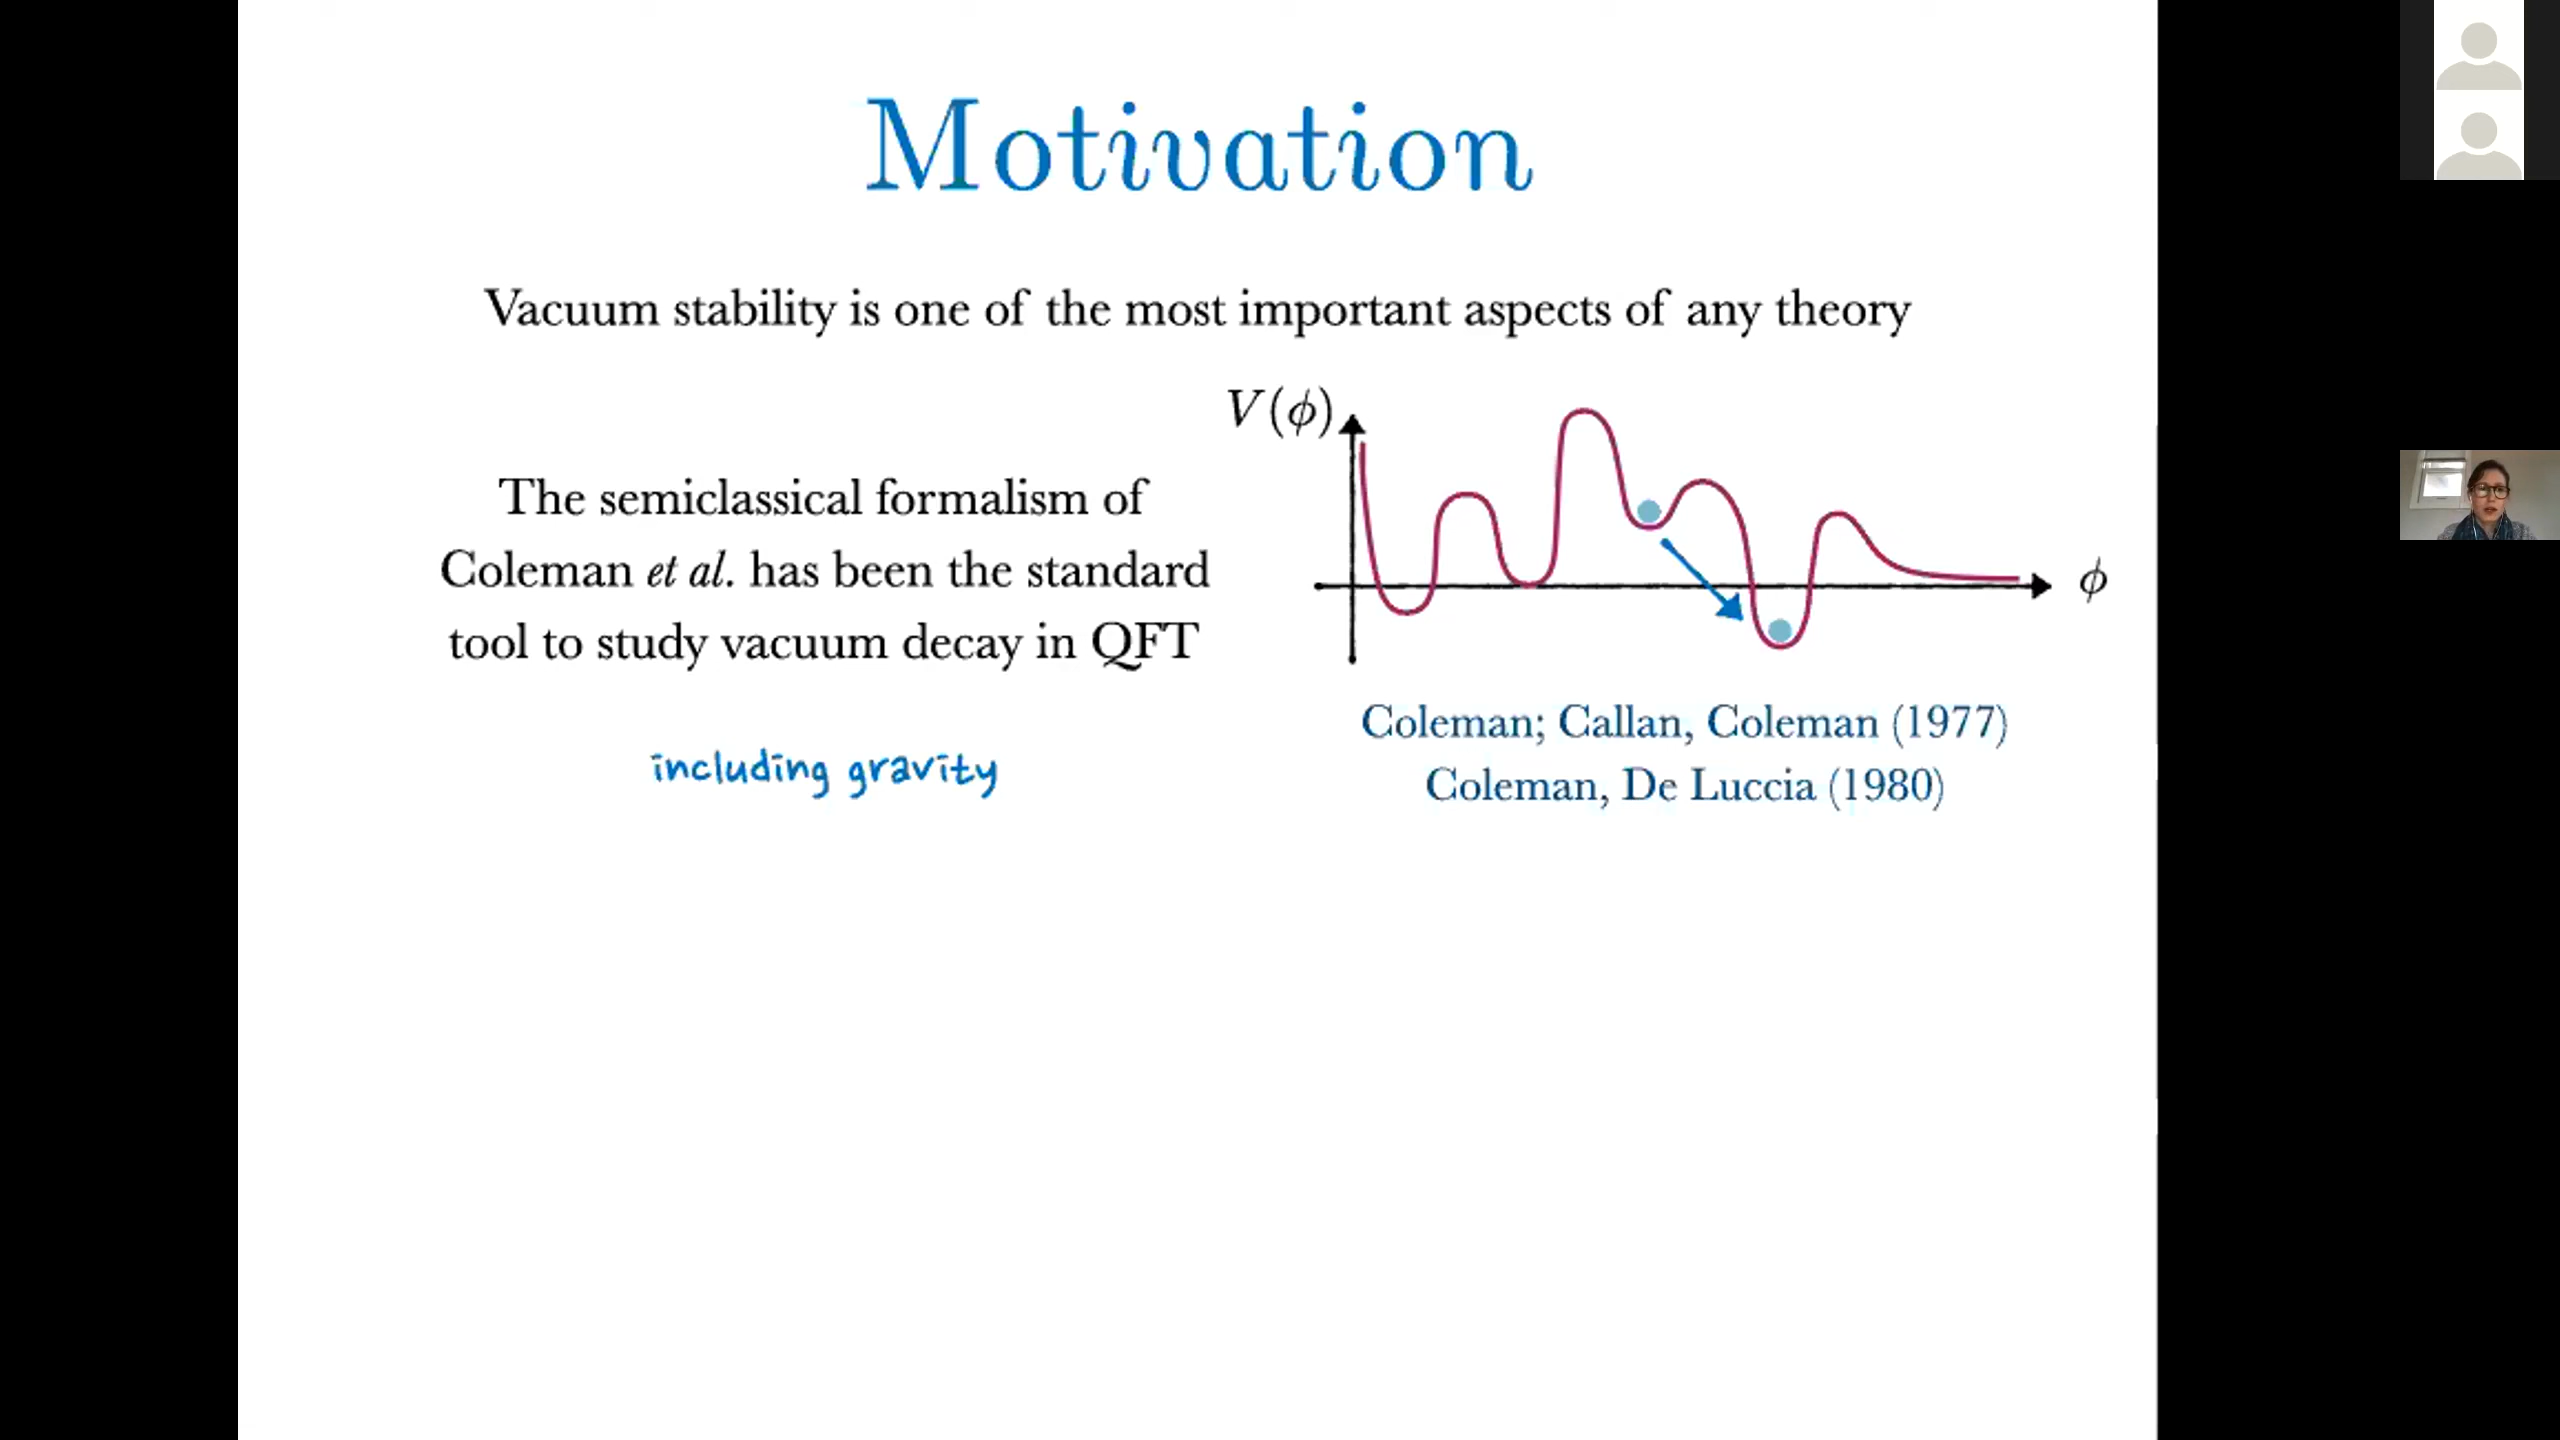 Motivation
Vacuum stability is one of the most important aspects of any theory
The semiclassical formalism of
Coleman et al. has been the standard
tool to study vacuum decay in QFT
including gravity
V(ϕ)
ϕ
Coleman; Callan, Coleman (1977)
Coleman, De Luccia (1980)